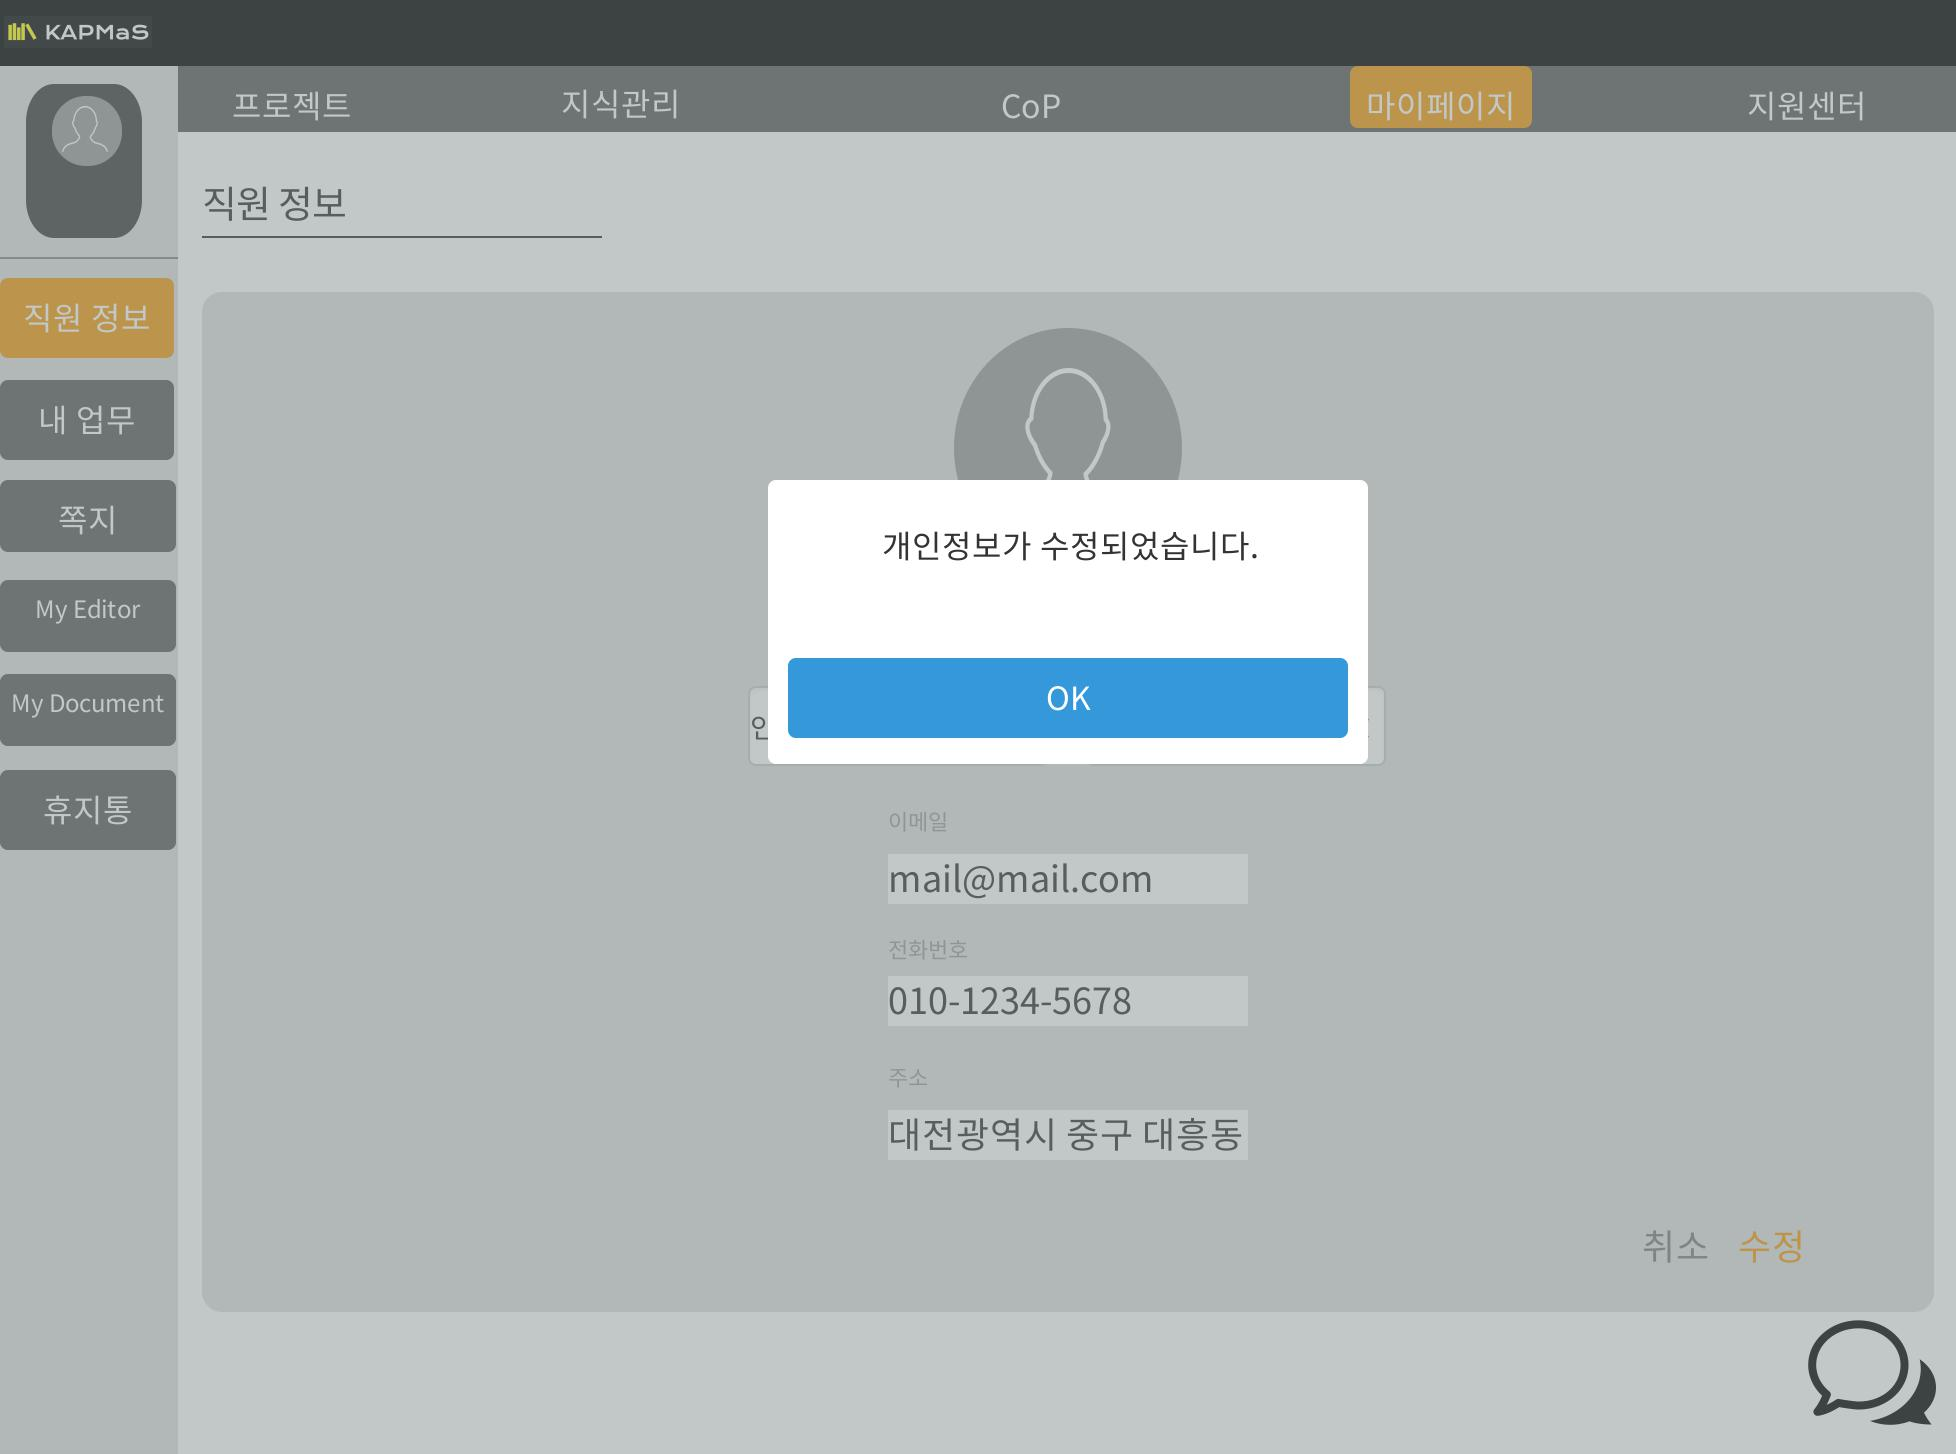 KAPMaS
프로젝트
지식관리
CoP
마이페이지
지원센터
직원 정보
직원 정보
내 업무
쪽지
My Editor
My Document
휴지통
개인정보가 수정되었습니다.
OK
이메일
mail@mail.com
전화번호
010-1234-5678
주소
대전광역시 중구 대흥동
취소
수정